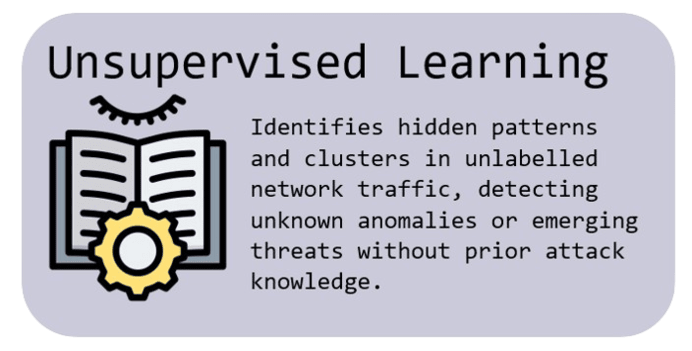 Unsupervised Learning
Identifies hidden patterns
and clusters in unlabelled
network traffic, detecting
unknown anomalies or emerging
threats without prior attack
knowledge.